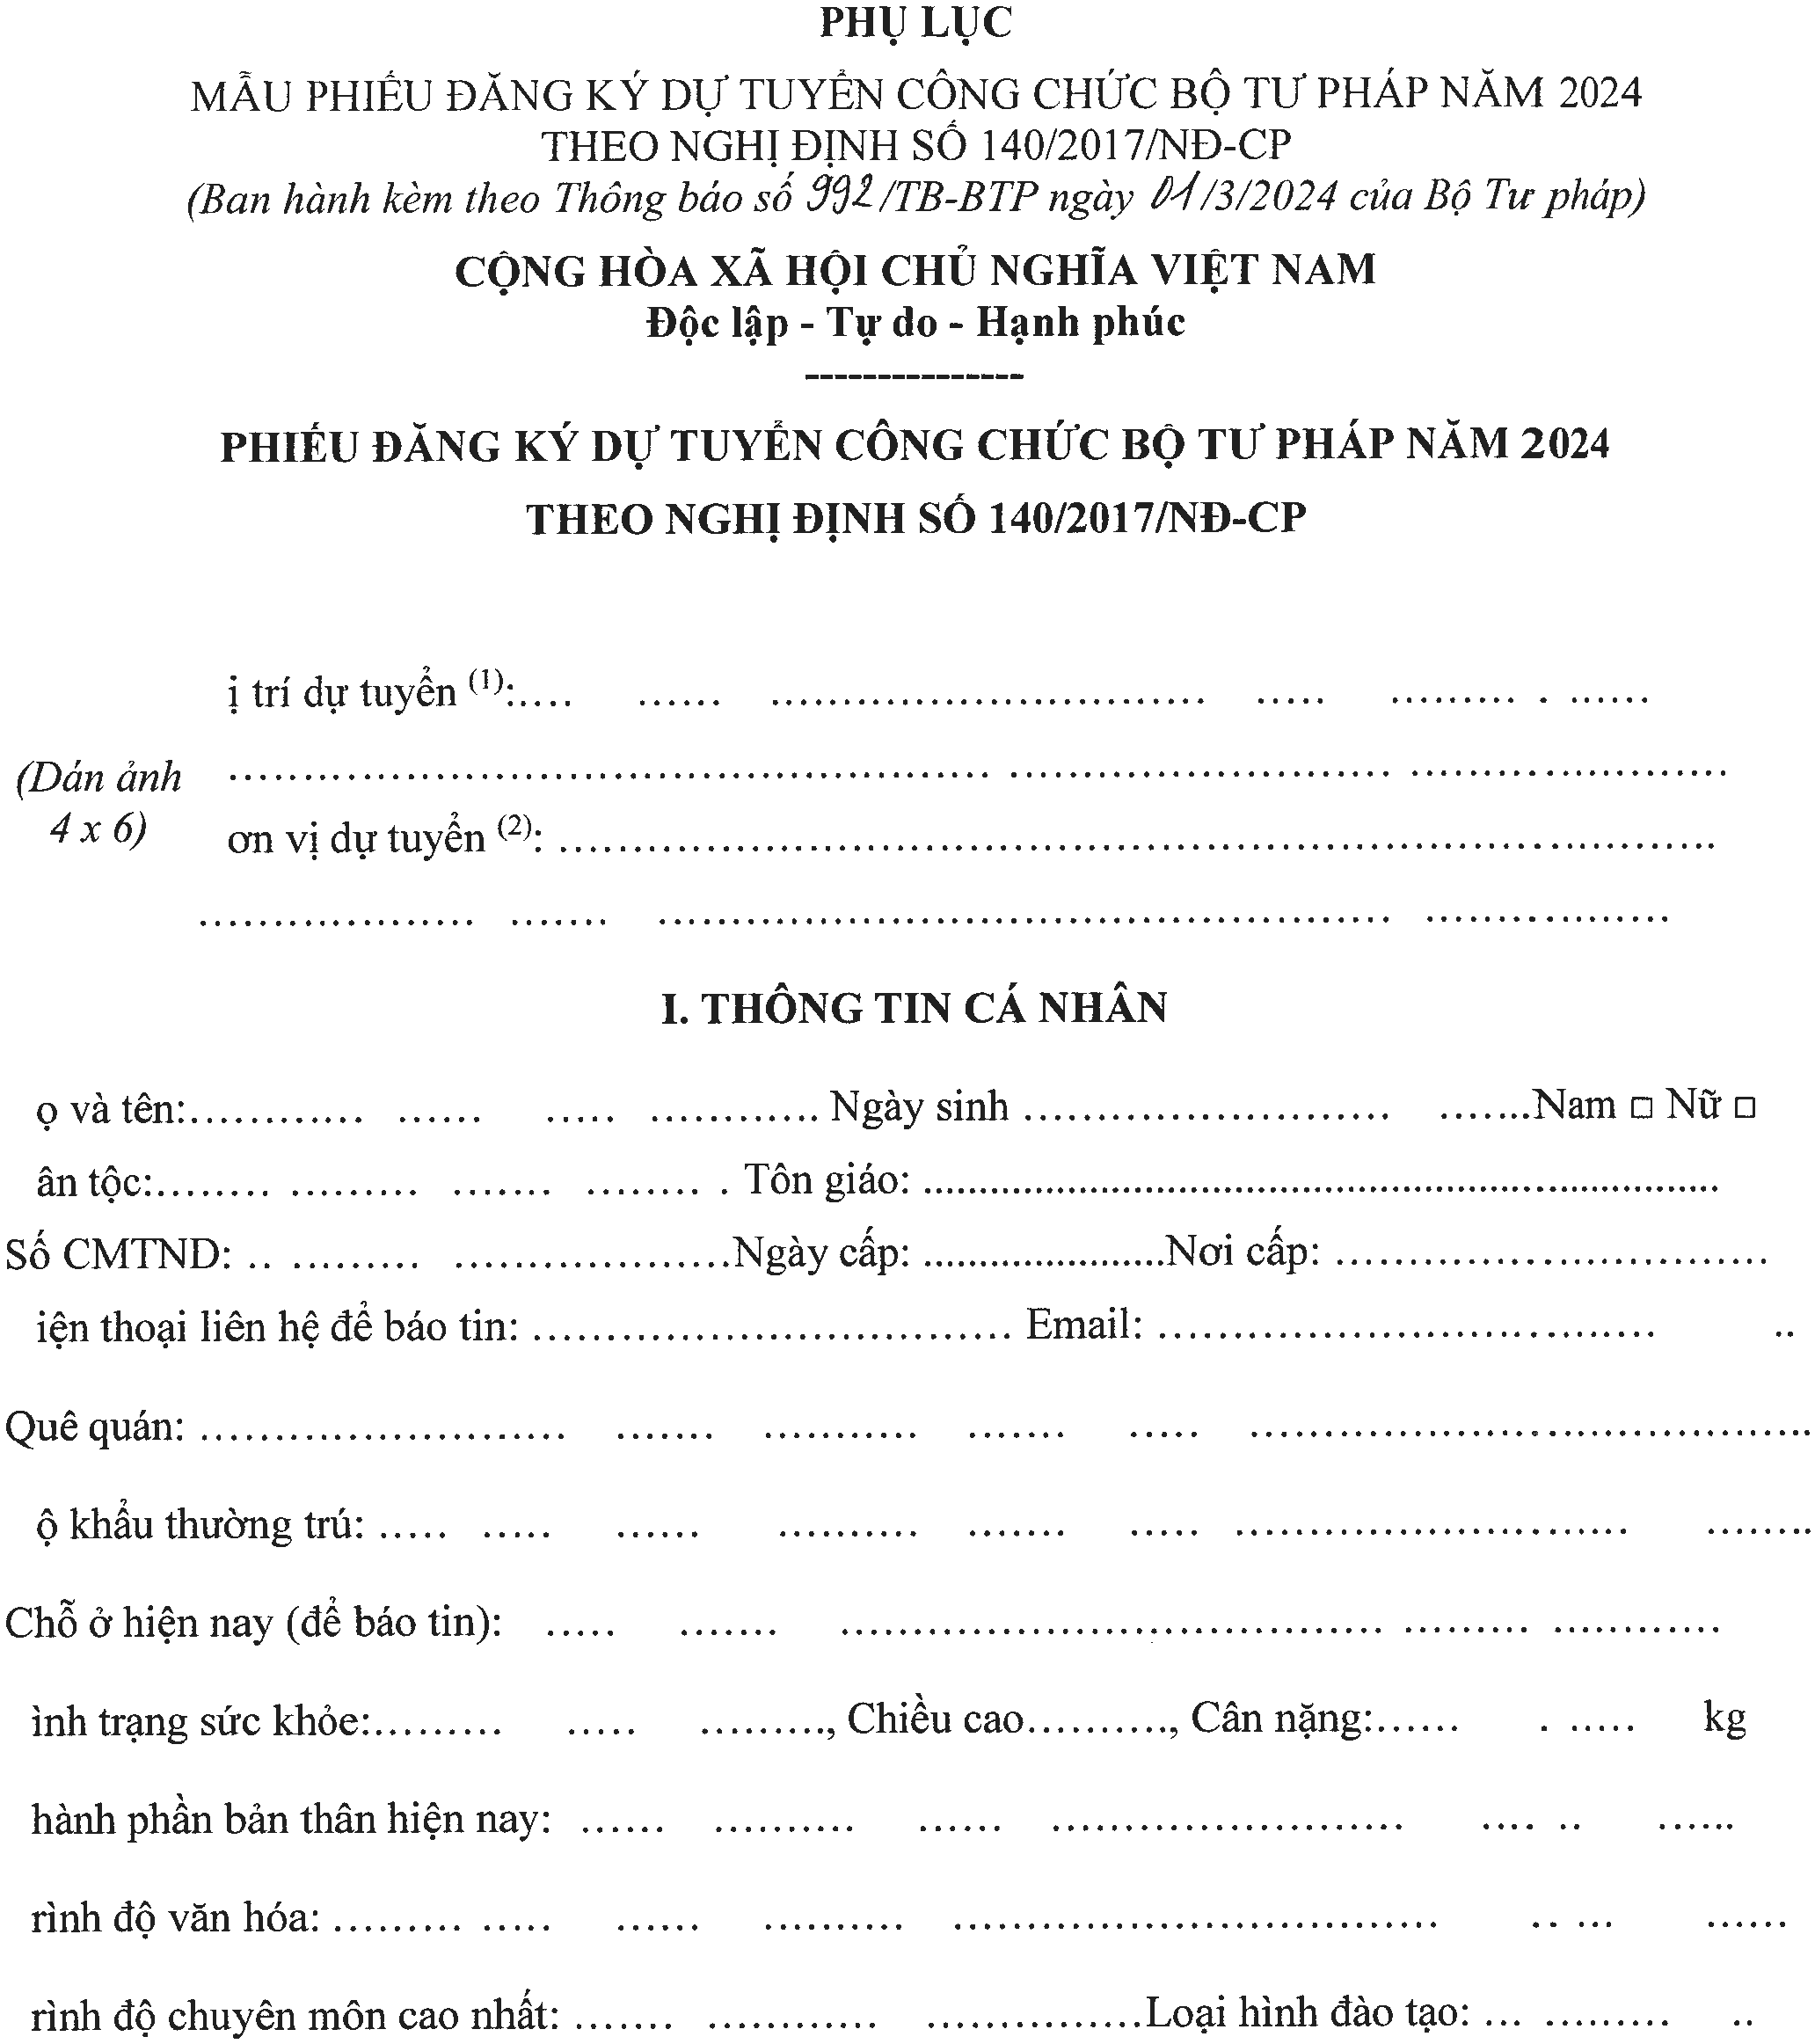 PHỤ LỤC
MẪU PHIẾU ĐĂNG KÝ DỰ TUYỂN CÔNG CHỨC BỘ TƯ PHÁP NĂM 2024
THEO NGHỊ ĐỊNH SỐ 140/2017/NĐ-CP
(Ban hành kèm theo Thông báo số 992/TB-BTP ngày 01/3/2024 của Bộ Tư pháp)
CỘNG HÒA XÃ HỘI CHỦ NGHĨA VIỆT NAM
Độc lập - Tự do - Hạnh phúc
---------------
PHIẾU ĐĂNG KÝ DỰ TUYỂN CÔNG CHỨC BỘ TƯ PHÁP NĂM 2024
THEO NGHỊ ĐỊNH SỐ 140/2017/NĐ-CP
ị trí dự tuyển (1):.... ...... .............................. ..... ......... . ......
(Dán ảnh
4 x 6)
..................................................... .......................... ......................
ơn vị dự tuyển (2): ................................................................................
................... ....... .................................................. .................
I. THÔNG TIN CÁ NHÂN
ọ và tên:............ ...... ..... ............ Ngày sinh ......................... .......Nam □ Nữ □
ân tộc:........ ......... ....... ........ . Tôn giáo: ................................................................
Số CMTND: .. ......... ...................Ngày cấp: ......................Nơi cấp: ..............................
iện thoại liên hệ để báo tin: ................................. Email: .................................. ..
Quê quán: ......................... ....... ........... ....... ..... ......................................
ộ khẩu thường trú: ..... ..... ...... .......... ....... ..... ........................... ........
Chỗ ở hiện nay (để báo tin): ..... ....... ..................................... ......... ............
ình trạng sức khỏe:......... ..... ........., Chiều cao.........., Cân nặng:...... . ..... kg
hành phần bản thân hiện nay: ...... .......... ...... ........................ .... .. ......
rình độ văn hóa: ......... ..... ...... .......... ................................. .. ... ......
rình độ chuyên môn cao nhất: ....... ............ ...............Loại hình đào tạo: ... ......... ..